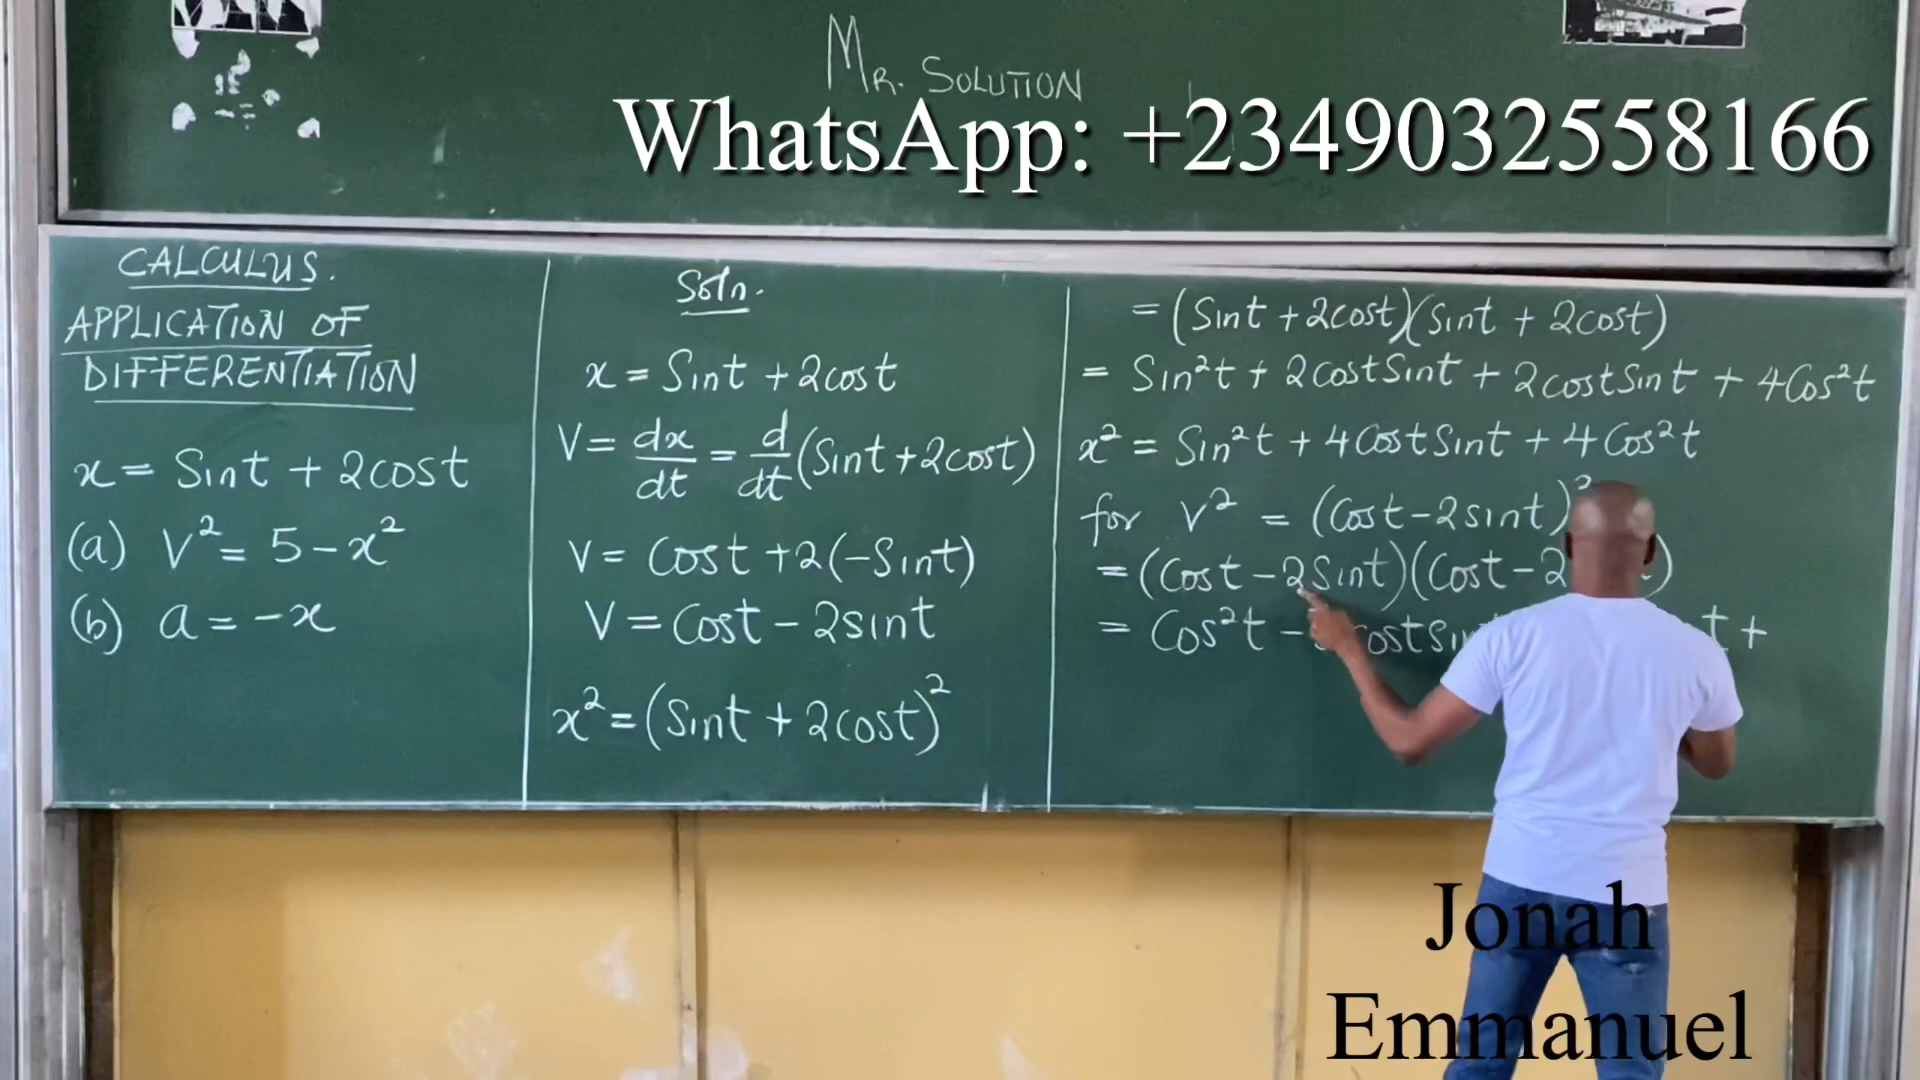 Mr. SOLUTION
WhatsApp: +2349032558166
CALCULUS.
APPLICATION OF
DIFFERENTIATION
x = Sint + 2cost
(a) V² = 5 - x²
(b) a = -x
Soln.
x = Sint + 2cost
V = dx/dt = d/dt (Sint + 2cost)
V = Cost + 2(-Sint)
V = Cost - 2sint
x² = (Sint + 2cost)²
= (Sint + 2cost)(sint + 2cost)
= Sin²t + 2costSint + 2costSint + 4Cos²t
x² = Sin²t + 4CostSint + 4Cos²t
for V² = (Cost - 2sint)²
= (Cost - 2Sint)(Cost - 2
= Cos²t - t +
Jonah
Emmanuel